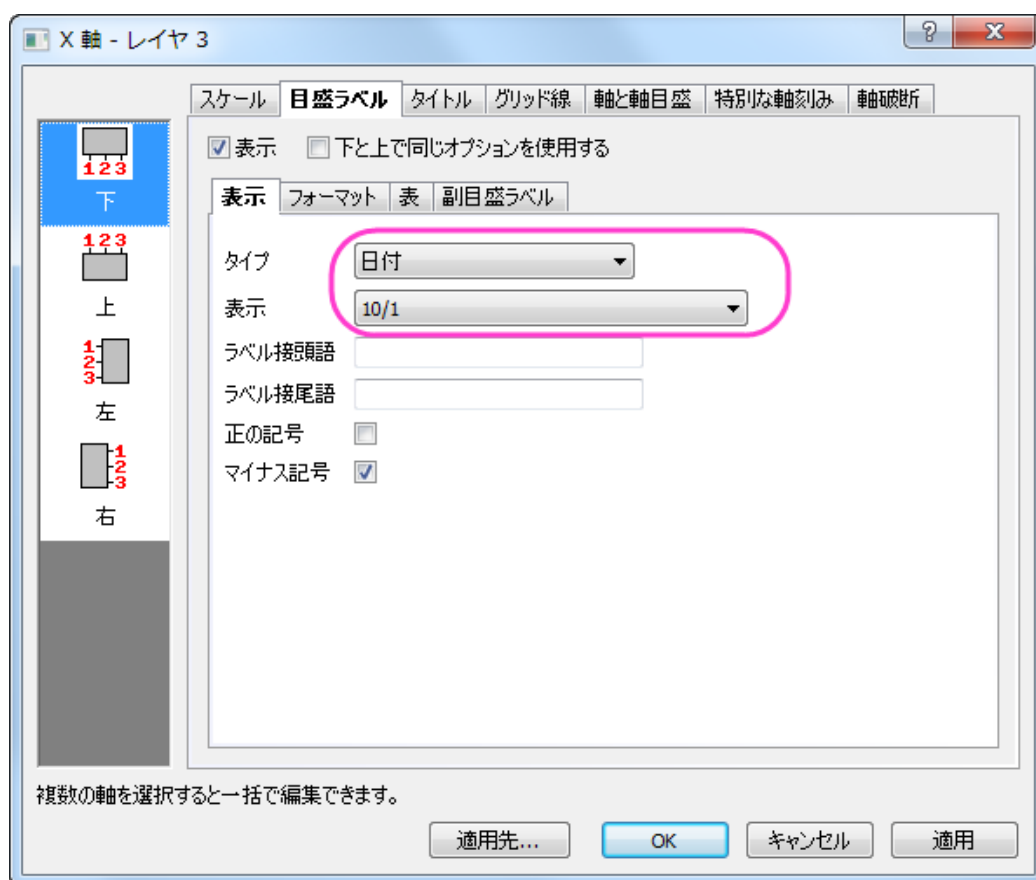 X 軸 - レイヤ 3
?
スケール 目盛ラベル タイトル グリッド線 軸と軸目盛 特別な軸刻み 軸破断
123
下
123
上
1
2
3
左
1
2
3
右
表示 下と上で同じオプションを使用する
表示 フォーマット 表 副目盛ラベル
タイプ 日付
表示 10/1
ラベル接頭語
ラベル接尾語
正の記号
マイナス記号
複数の軸を選択すると一括で編集できます。
適用先... OK キャンセル 適用